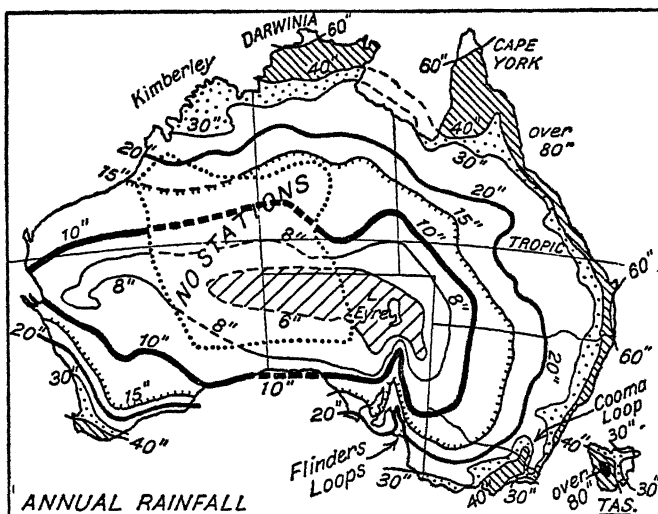 DARWINIA
60"
60"
CAPE
YORK
Kimberley
40"
30"
40"
30"
over
80"
20"
15"
NO STATIONS
20"
15"
10"
10"
TROPIC
8"
8"
8"
6"
L.
Eyre
8"
60"
20"
30"
10"
15"
40"
10"
20"
20"
60"
Cooma
Loop
Flinders
Loops
30"
40"
40"
30"
30"
over
80"
30"
TAS.
ANNUAL RAINFALL